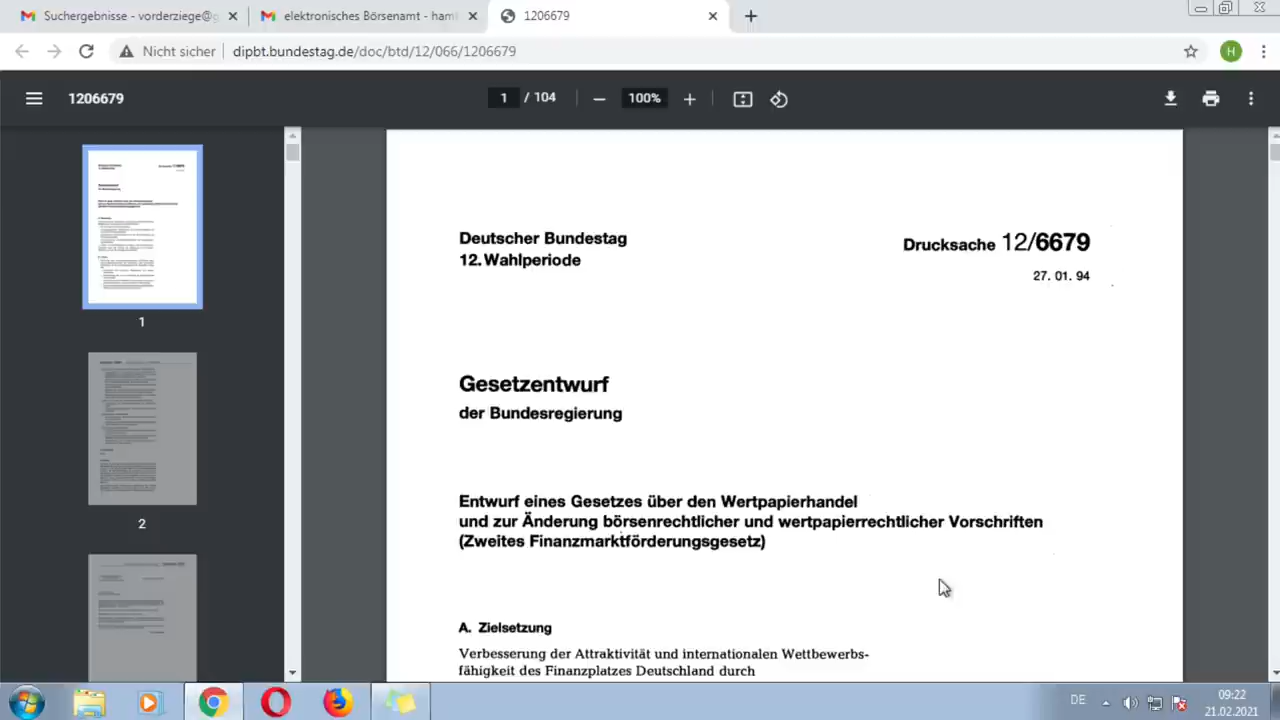 Suchergebnisse - vorderziege@g
elektronisches Börsenamt - haml
1206679
Nicht sicher
dipbt.bundestag.de/doc/btd/12/066/1206679
H
1206679
1 / 104
100%
1
2
Deutscher Bundestag
12. Wahlperiode
Drucksache 12/6679
27. 01. 94
Gesetzentwurf
der Bundesregierung
Entwurf eines Gesetzes über den Wertpapierhandel
und zur Änderung börsenrechtlicher und wertpapierrechtlicher Vorschriften
(Zweites Finanzmarktförderungsgesetz)
A. Zielsetzung
Verbesserung der Attraktivität und internationalen Wettbewerbs-
fähigkeit des Finanzplatzes Deutschland durch
DE
09:22
21.02.2021